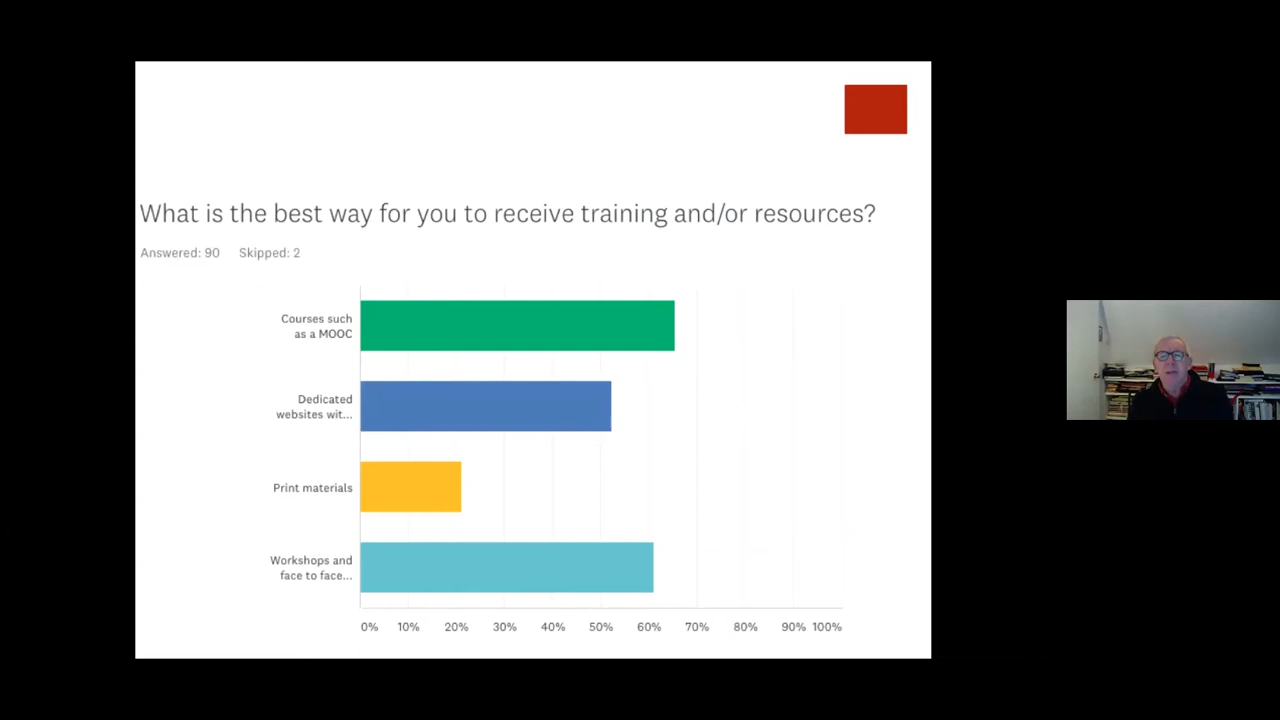 What is the best way for you to receive training and/or resources?
Answered: 90 Skipped: 2
Courses such
as a MOOC
Dedicated
websites wit...
Print materials
Workshops and
face to face...
0% 10% 20% 30% 40% 50% 60% 70% 80% 90% 100%